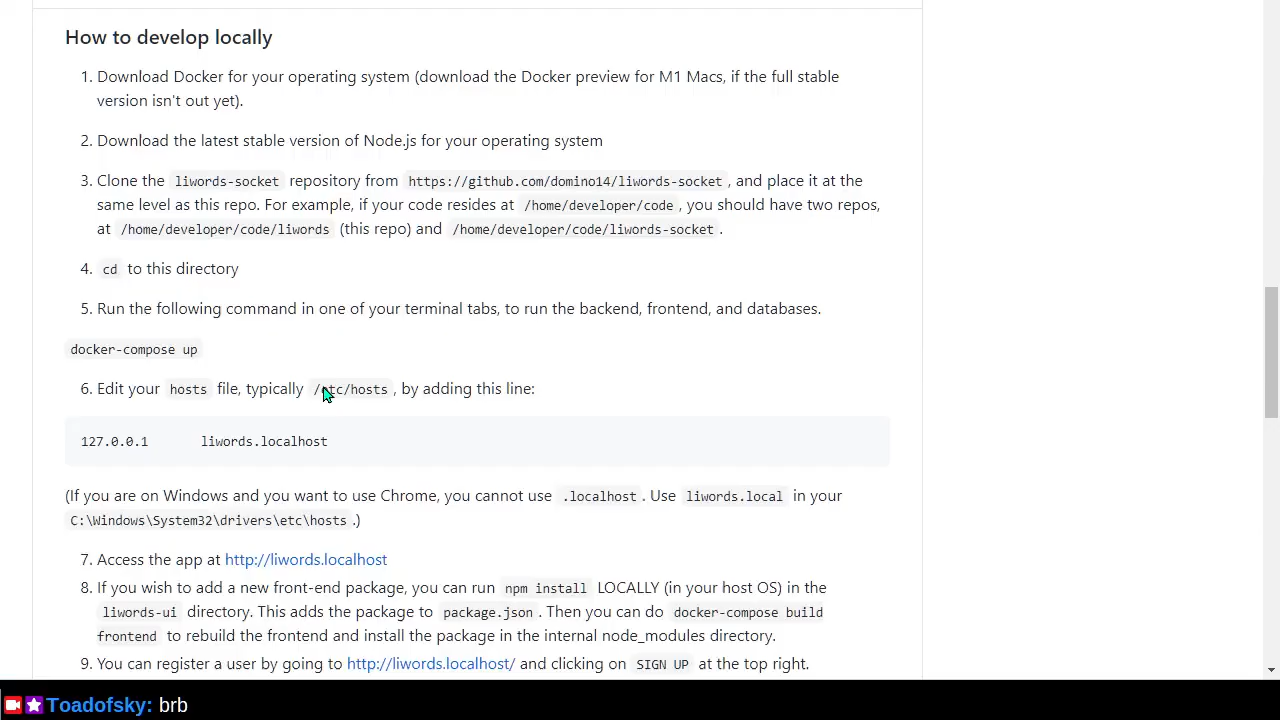 How to develop locally
1. Download Docker for your operating system (download the Docker preview for M1 Macs, if the full stable
version isn't out yet).
2. Download the latest stable version of Node.js for your operating system
3. Clone the liwords-socket repository from https://github.com/domino14/liwords-socket , and place it at the
same level as this repo. For example, if your code resides at /home/developer/code , you should have two repos,
at /home/developer/code/liwords (this repo) and /home/developer/code/liwords-socket .
4. cd to this directory
5. Run the following command in one of your terminal tabs, to run the backend, frontend, and databases.
docker-compose up
6. Edit your hosts file, typically /etc/hosts , by adding this line:
127.0.0.1 liwords.localhost
(If you are on Windows and you want to use Chrome, you cannot use .localhost . Use liwords.local in your
C:\Windows\System32\drivers\etc\hosts .)
7. Access the app at http://liwords.localhost
8. If you wish to add a new front-end package, you can run npm install LOCALLY (in your host OS) in the
liwords-ui directory. This adds the package to package.json . Then you can do docker-compose build
frontend to rebuild the frontend and install the package in the internal node_modules directory.
9. You can register a user by going to http://liwords.localhost/ and clicking on SIGN UP at the top right.
Toadofsky: brb